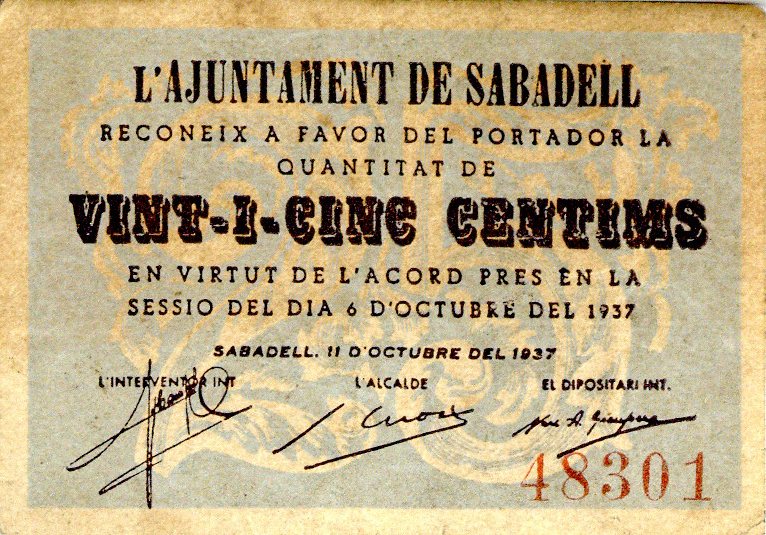 L'AJUNTAMENT DE SABADELL
RECONEIX A FAVOR DEL PORTADOR LA
QUANTITAT DE
VINT-I-CINC CENTIMS
EN VIRTUT DE L'ACORD PRES EN LA
SESSIO DEL DIA 6 D'OCTUBRE DEL 1937
SABADELL, 11 D'OCTUBRE DEL 1937
L'INTERVENTOR INT. L'ALCALDE EL DIPOSITARI INT.
48301